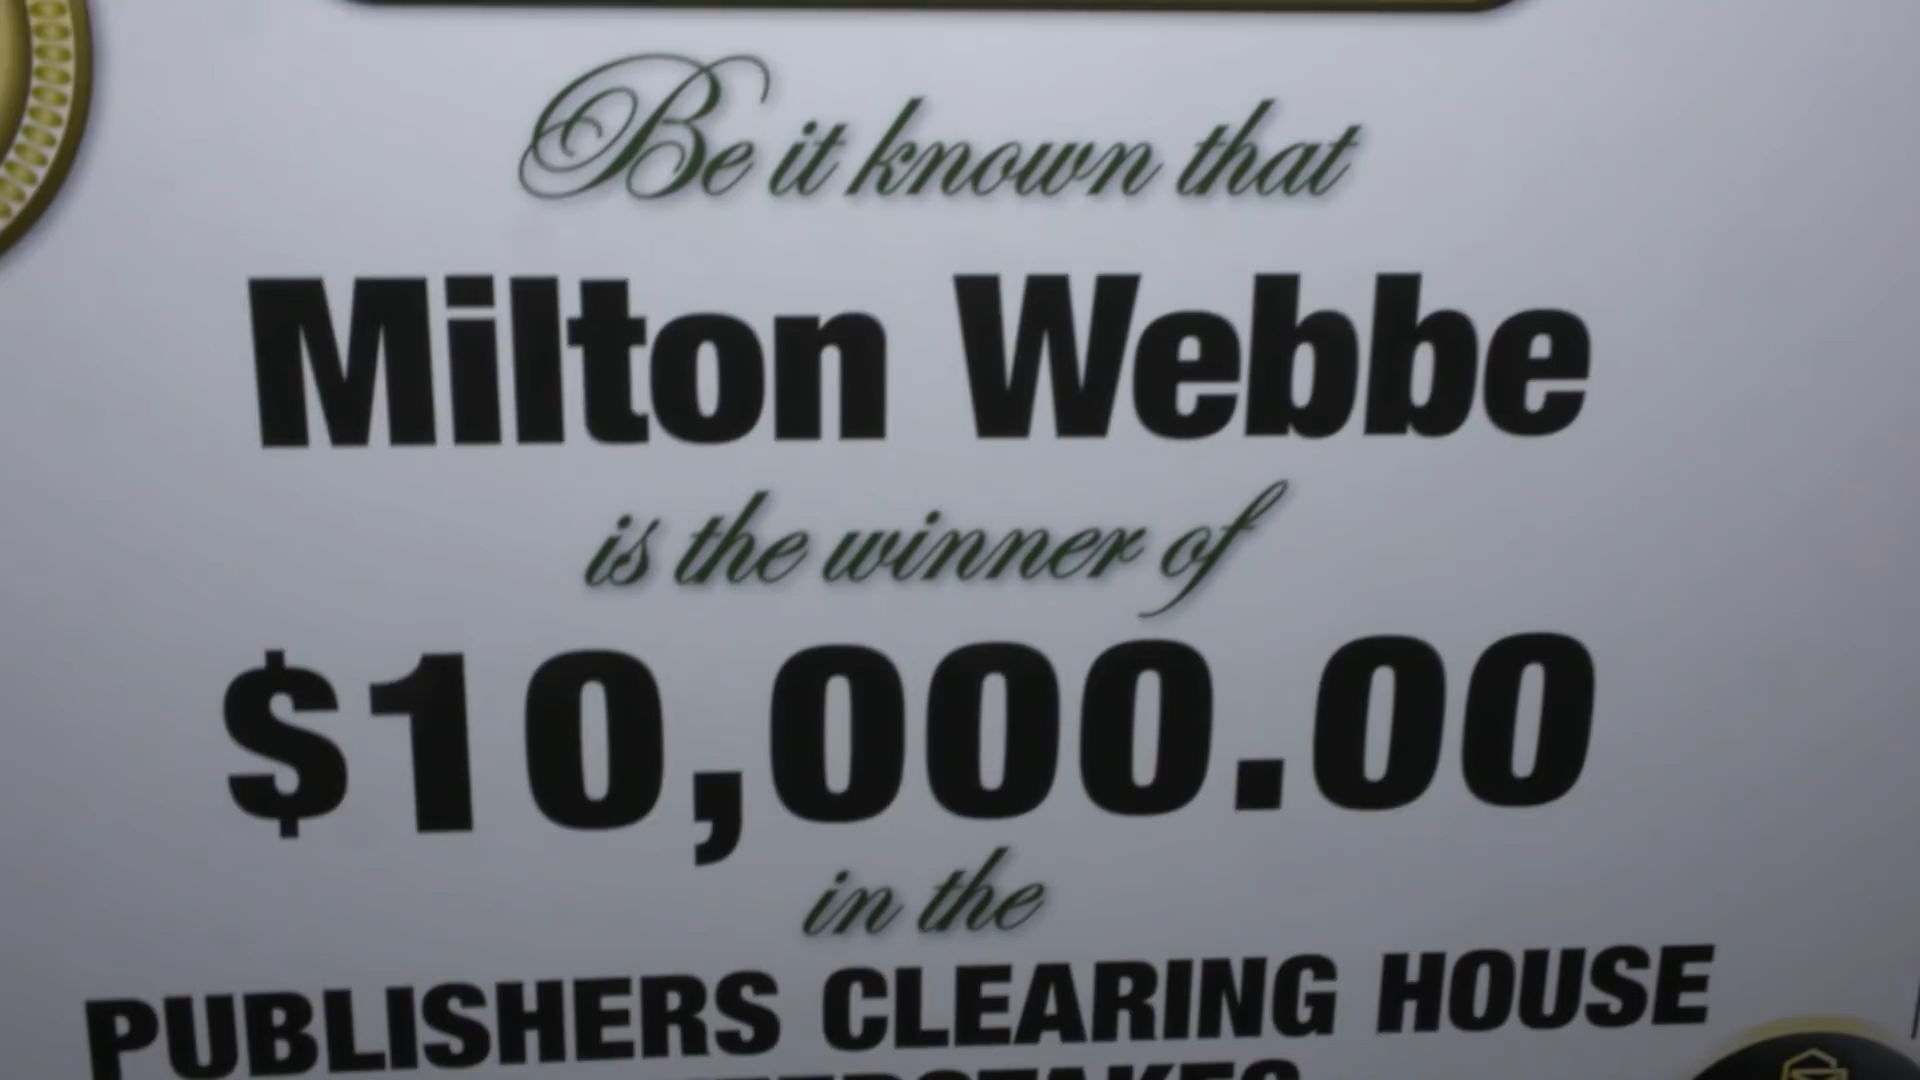 Be it known that
Milton Webbe
is the winner of
$10,000.00
in the
PUBLISHERS CLEARING HOUSE